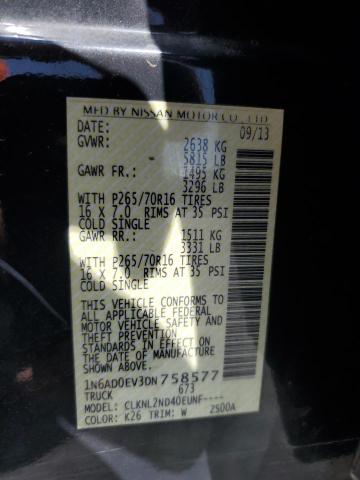 MFD BY NISSAN MOTOR CO., LTD
DATE: 09/13
GVWR: 2638 KG
5815 LB
GAWR FR.: 1495 KG
3296 LB
WITH P265/70R16 TIRES
16 X 7.0 RIMS AT 35 PSI
COLD SINGLE
GAWR RR.: 1511 KG
3331 LB
WITH P265/70R16 TIRES
16 X 7.0 RIMS AT 35 PSI
COLD SINGLE
THIS VEHICLE CONFORMS TO
ALL APPLICABLE FEDERAL
MOTOR VEHICLE SAFETY AND
THEFT PREVENTION
STANDARDS IN EFFECT ON
THE DATE OF MANUFACTURE
SHOWN ABOVE.
1N6AD0EV3DN758577
TRUCK 673
MODEL: CLKNL2ND40EUNF----
COLOR: K26 TRIM: W 2S00A